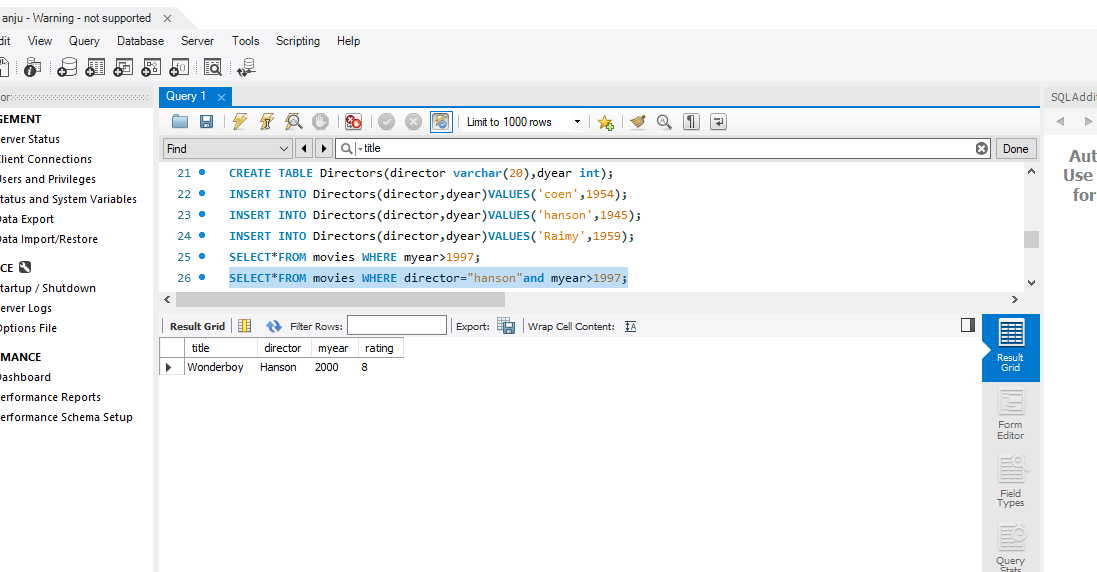 anju - Warning - not supported
dit View Query Database Server Tools Scripting Help
or
GEMENT
erver Status
lient Connections
sers and Privileges
tatus and System Variables
ata Export
ata Import/Restore
CE
tartup / Shutdown
erver Logs
ptions File
MANCE
ashboard
erformance Reports
erformance Schema Setup
Query 1
Limit to 1000 rows
Find title Done
21 CREATE TABLE Directors(director varchar(20),dyear int);
22 INSERT INTO Directors(director,dyear)VALUES('coen',1954);
23 INSERT INTO Directors(director,dyear)VALUES('hanson',1945);
24 INSERT INTO Directors(director,dyear)VALUES('Raimy',1959);
25 SELECT*FROM movies WHERE myear>1997;
26 SELECT*FROM movies WHERE director="hanson"and myear>1997;
Result Grid Filter Rows: Export: Wrap Cell Content:
title director myear rating
Wonderboy Hanson 2000 8
Result
Grid
Form
Editor
Field
Types
Query
Stats
SQLAddit
Aut
Use
for